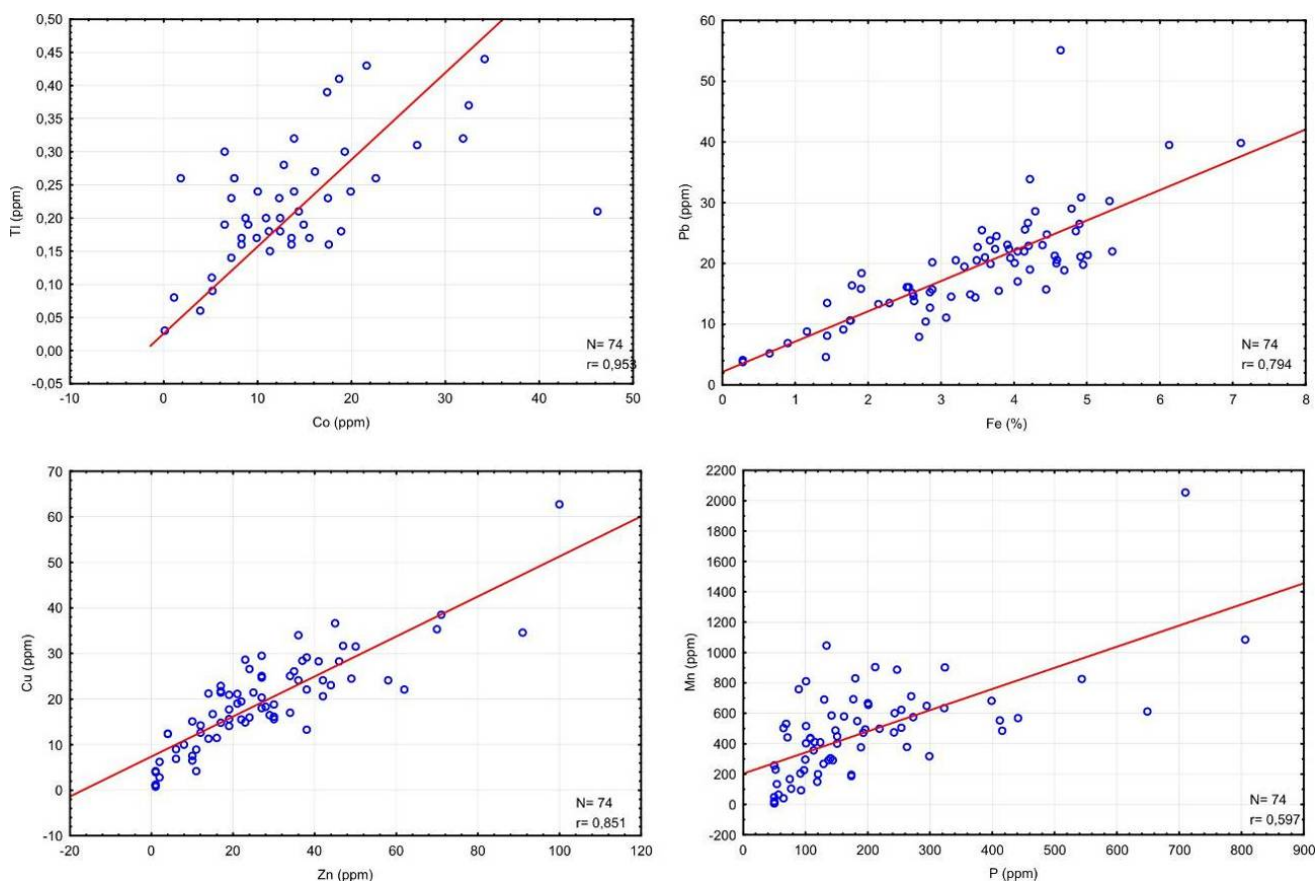 0,50
0,45
0,40
0,35
0,30
0,25
0,20
0,15
0,10
0,05
0,00
-0,05
Tl (ppm)
N= 74
r= 0,953
-10 0 10 20 30 40 50
Co (ppm)
60
50
40
30
20
10
0
Pb (ppm)
N= 74
r= 0,794
0 1 2 3 4 5 6 7 8
Fe (%)
70
60
50
40
30
20
10
0
-10
Cu (ppm)
N= 74
r= 0,851
-20 0 20 40 60 80 100 120
Zn (ppm)
2200
2000
1800
1600
1400
1200
1000
800
600
400
200
0
-200
Mn (ppm)
N= 74
r= 0,597
0 100 200 300 400 500 600 700 800 900
P (ppm)